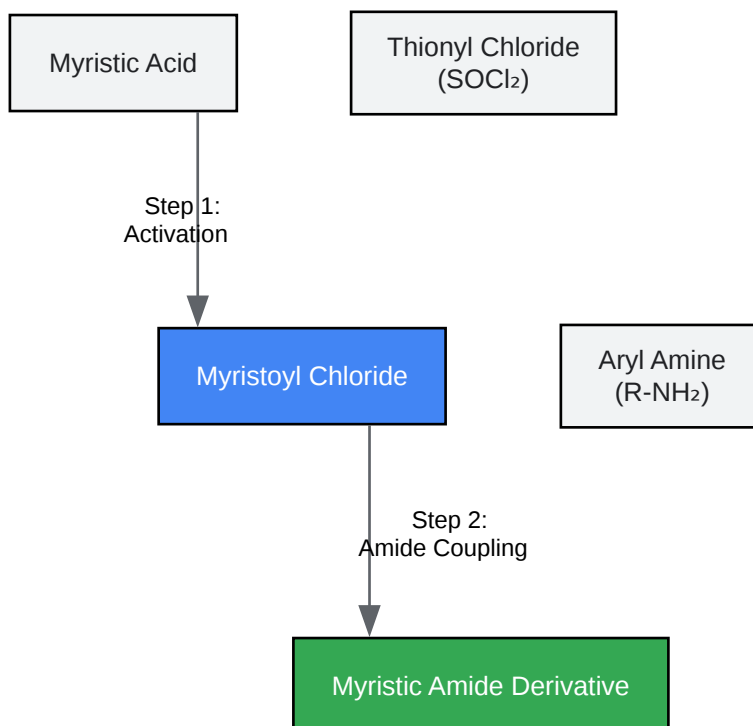 Myristic Acid
Thionyl Chloride
(SOCl₂)
Step 1:
Activation
Myristoyl Chloride
Aryl Amine
(R-NH₂)
Step 2:
Amide Coupling
Myristic Amide Derivative